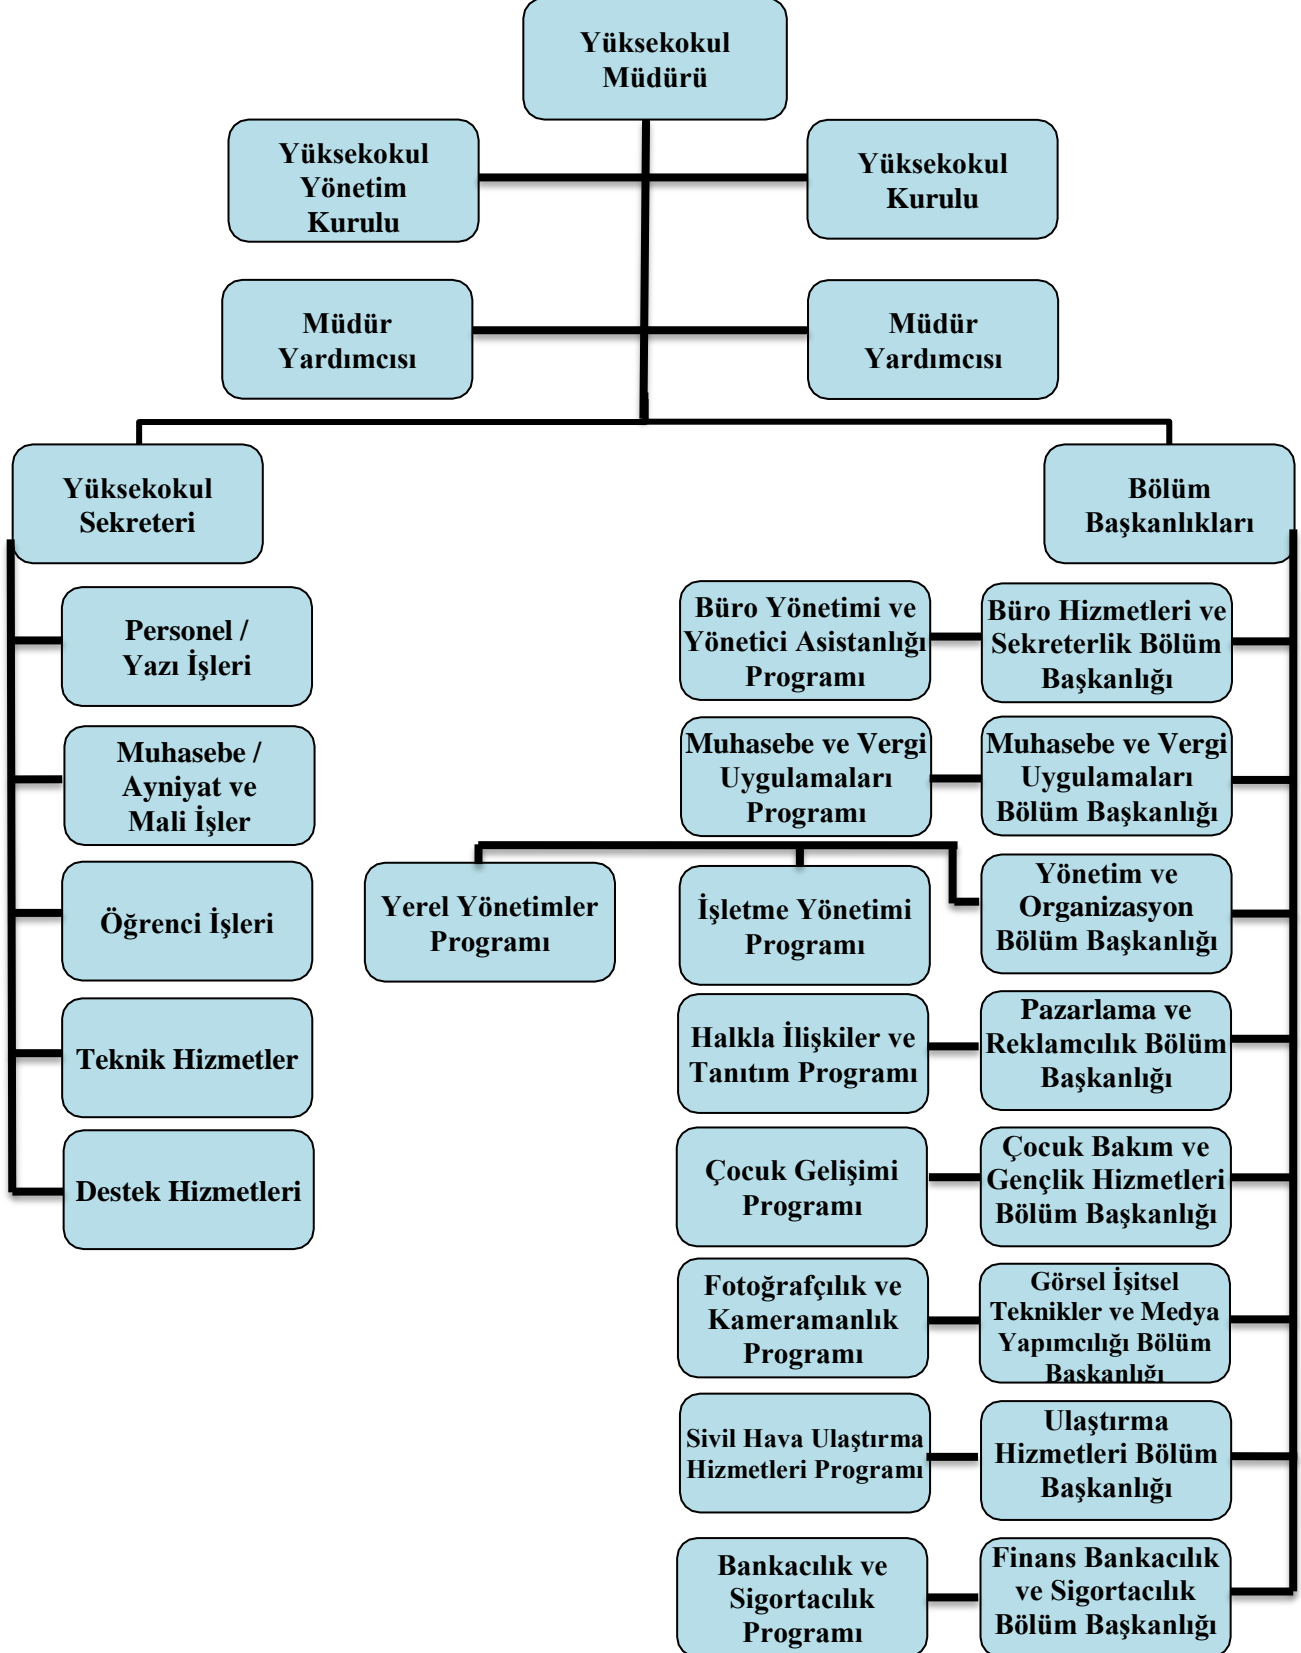 Yüksekokul
Müdürü
Yüksekokul
Yönetim
Kurulu
Yüksekokul
Kurulu
Müdür
Yardımcısı
Müdür
Yardımcısı
Yüksekokul
Sekreteri
Bölüm
Başkanlıkları
Personel /
Yazı İşleri
Muhasebe /
Ayniyat ve
Mali İşler
Öğrenci İşleri
Teknik Hizmetler
Destek Hizmetleri
Büro Yönetimi ve
Yönetici Asistanlığı
Programı
Büro Hizmetleri ve
Sekreterlik Bölüm
Başkanlığı
Muhasebe ve Vergi
Uygulamaları
Programı
Muhasebe ve Vergi
Uygulamaları
Bölüm Başkanlığı
Yerel Yönetimler
Programı
İşletme Yönetimi
Programı
Yönetim ve
Organizasyon
Bölüm Başkanlığı
Halkla İlişkiler ve
Tanıtım Programı
Pazarlama ve
Reklamcılık Bölüm
Başkanlığı
Çocuk Gelişimi
Programı
Çocuk Bakım ve
Gençlik Hizmetleri
Bölüm Başkanlığı
Fotoğrafçılık ve
Kameramanlık
Programı
Görsel İşitsel
Teknikler ve Medya
Yapımcılığı Bölüm
Başkanlığı
Sivil Hava Ulaştırma
Hizmetleri Programı
Ulaştırma
Hizmetleri Bölüm
Başkanlığı
Bankacılık ve
Sigortacılık
Programı
Finans Bankacılık
ve Sigortacılık
Bölüm Başkanlığı